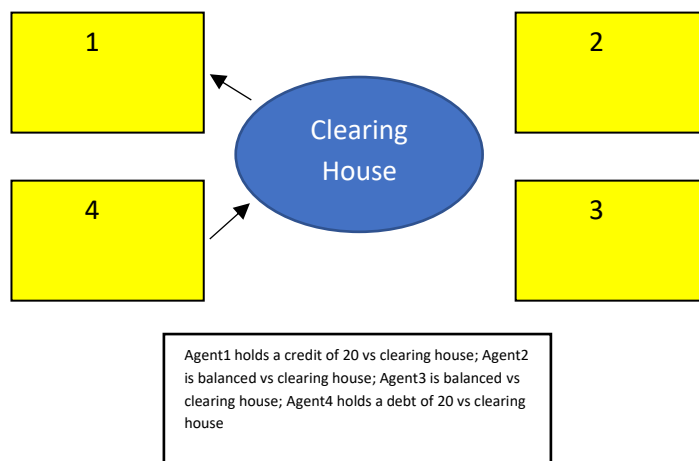 1
2
Clearing
House
4
3
Agent1 holds a credit of 20 vs clearing house; Agent2
is balanced vs clearing house; Agent3 is balanced vs
clearing house; Agent4 holds a debt of 20 vs clearing
house